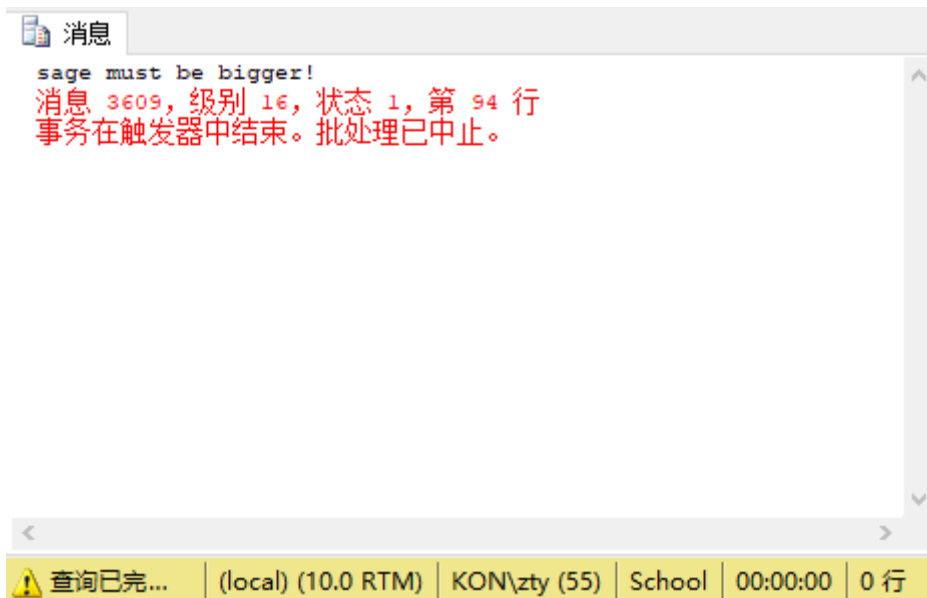 消息
sage must be bigger!
消息 3609，级别 16，状态 1，第 94 行
事务在触发器中结束。批处理已中止。
查询已完... (local) (10.0 RTM) KON\zty (55) School 00:00:00 0 行